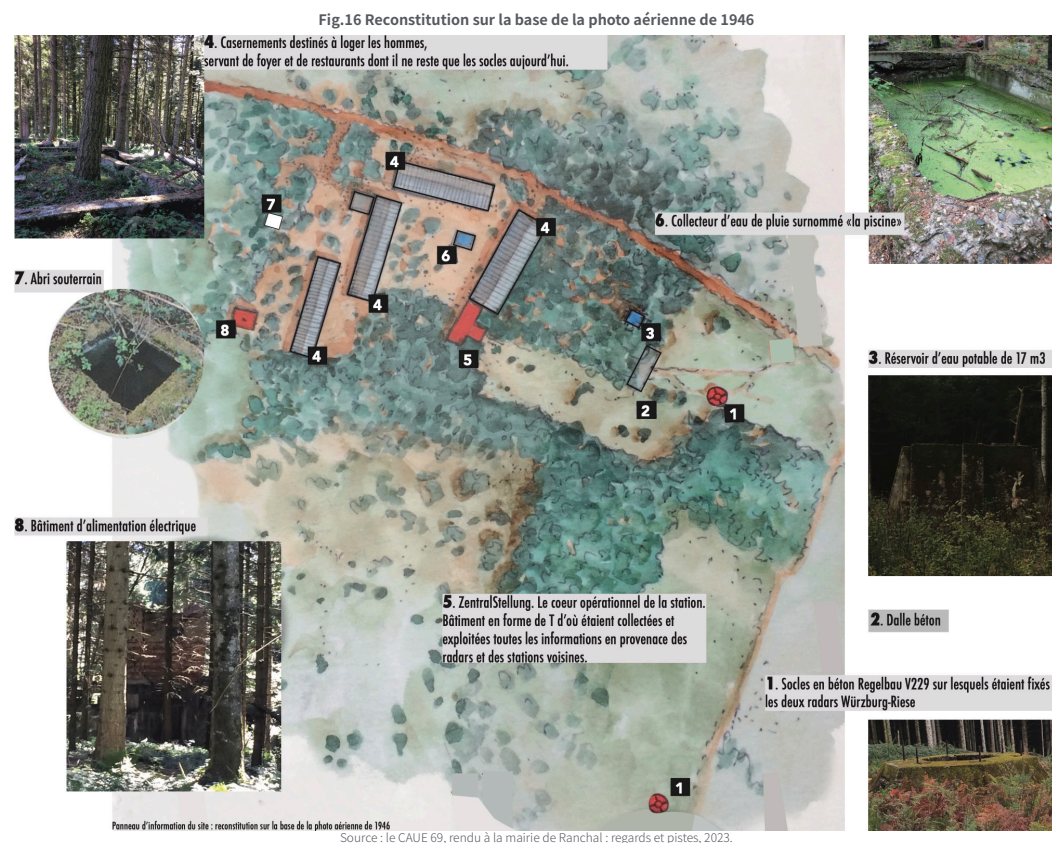 Fig.16 Reconstitution sur la base de la photo aérienne de 1946
4. Casernements destinés à loger les hommes,
servant de foyer et de restaurants dont il ne reste que les socles aujourd'hui.
4
7
4
4
6. Collecteur d'eau de pluie surnommé «la piscine»
6
7. Abri souterrain
4
8
4
5
3
3. Réservoir d'eau potable de 17 m3
2
1
8. Bâtiment d'alimentation électrique
5. ZentralStellung. Le coeur opérationnel de la station.
Bâtiment en forme de T d'où étaient collectées et
exploitées toutes les informations en provenace des
radars et des stations voisines.
2. Dalle béton
1. Socles en béton Regelbau V229 sur lesquels étaient fixés
les deux radars Würzburg-Riese
1
Panneau d'information du site : reconstitution sur la base de la photo aérienne de 1946
Source : le CAUE 69, rendu à la mairie de Ranchal : regards et pistes, 2023.